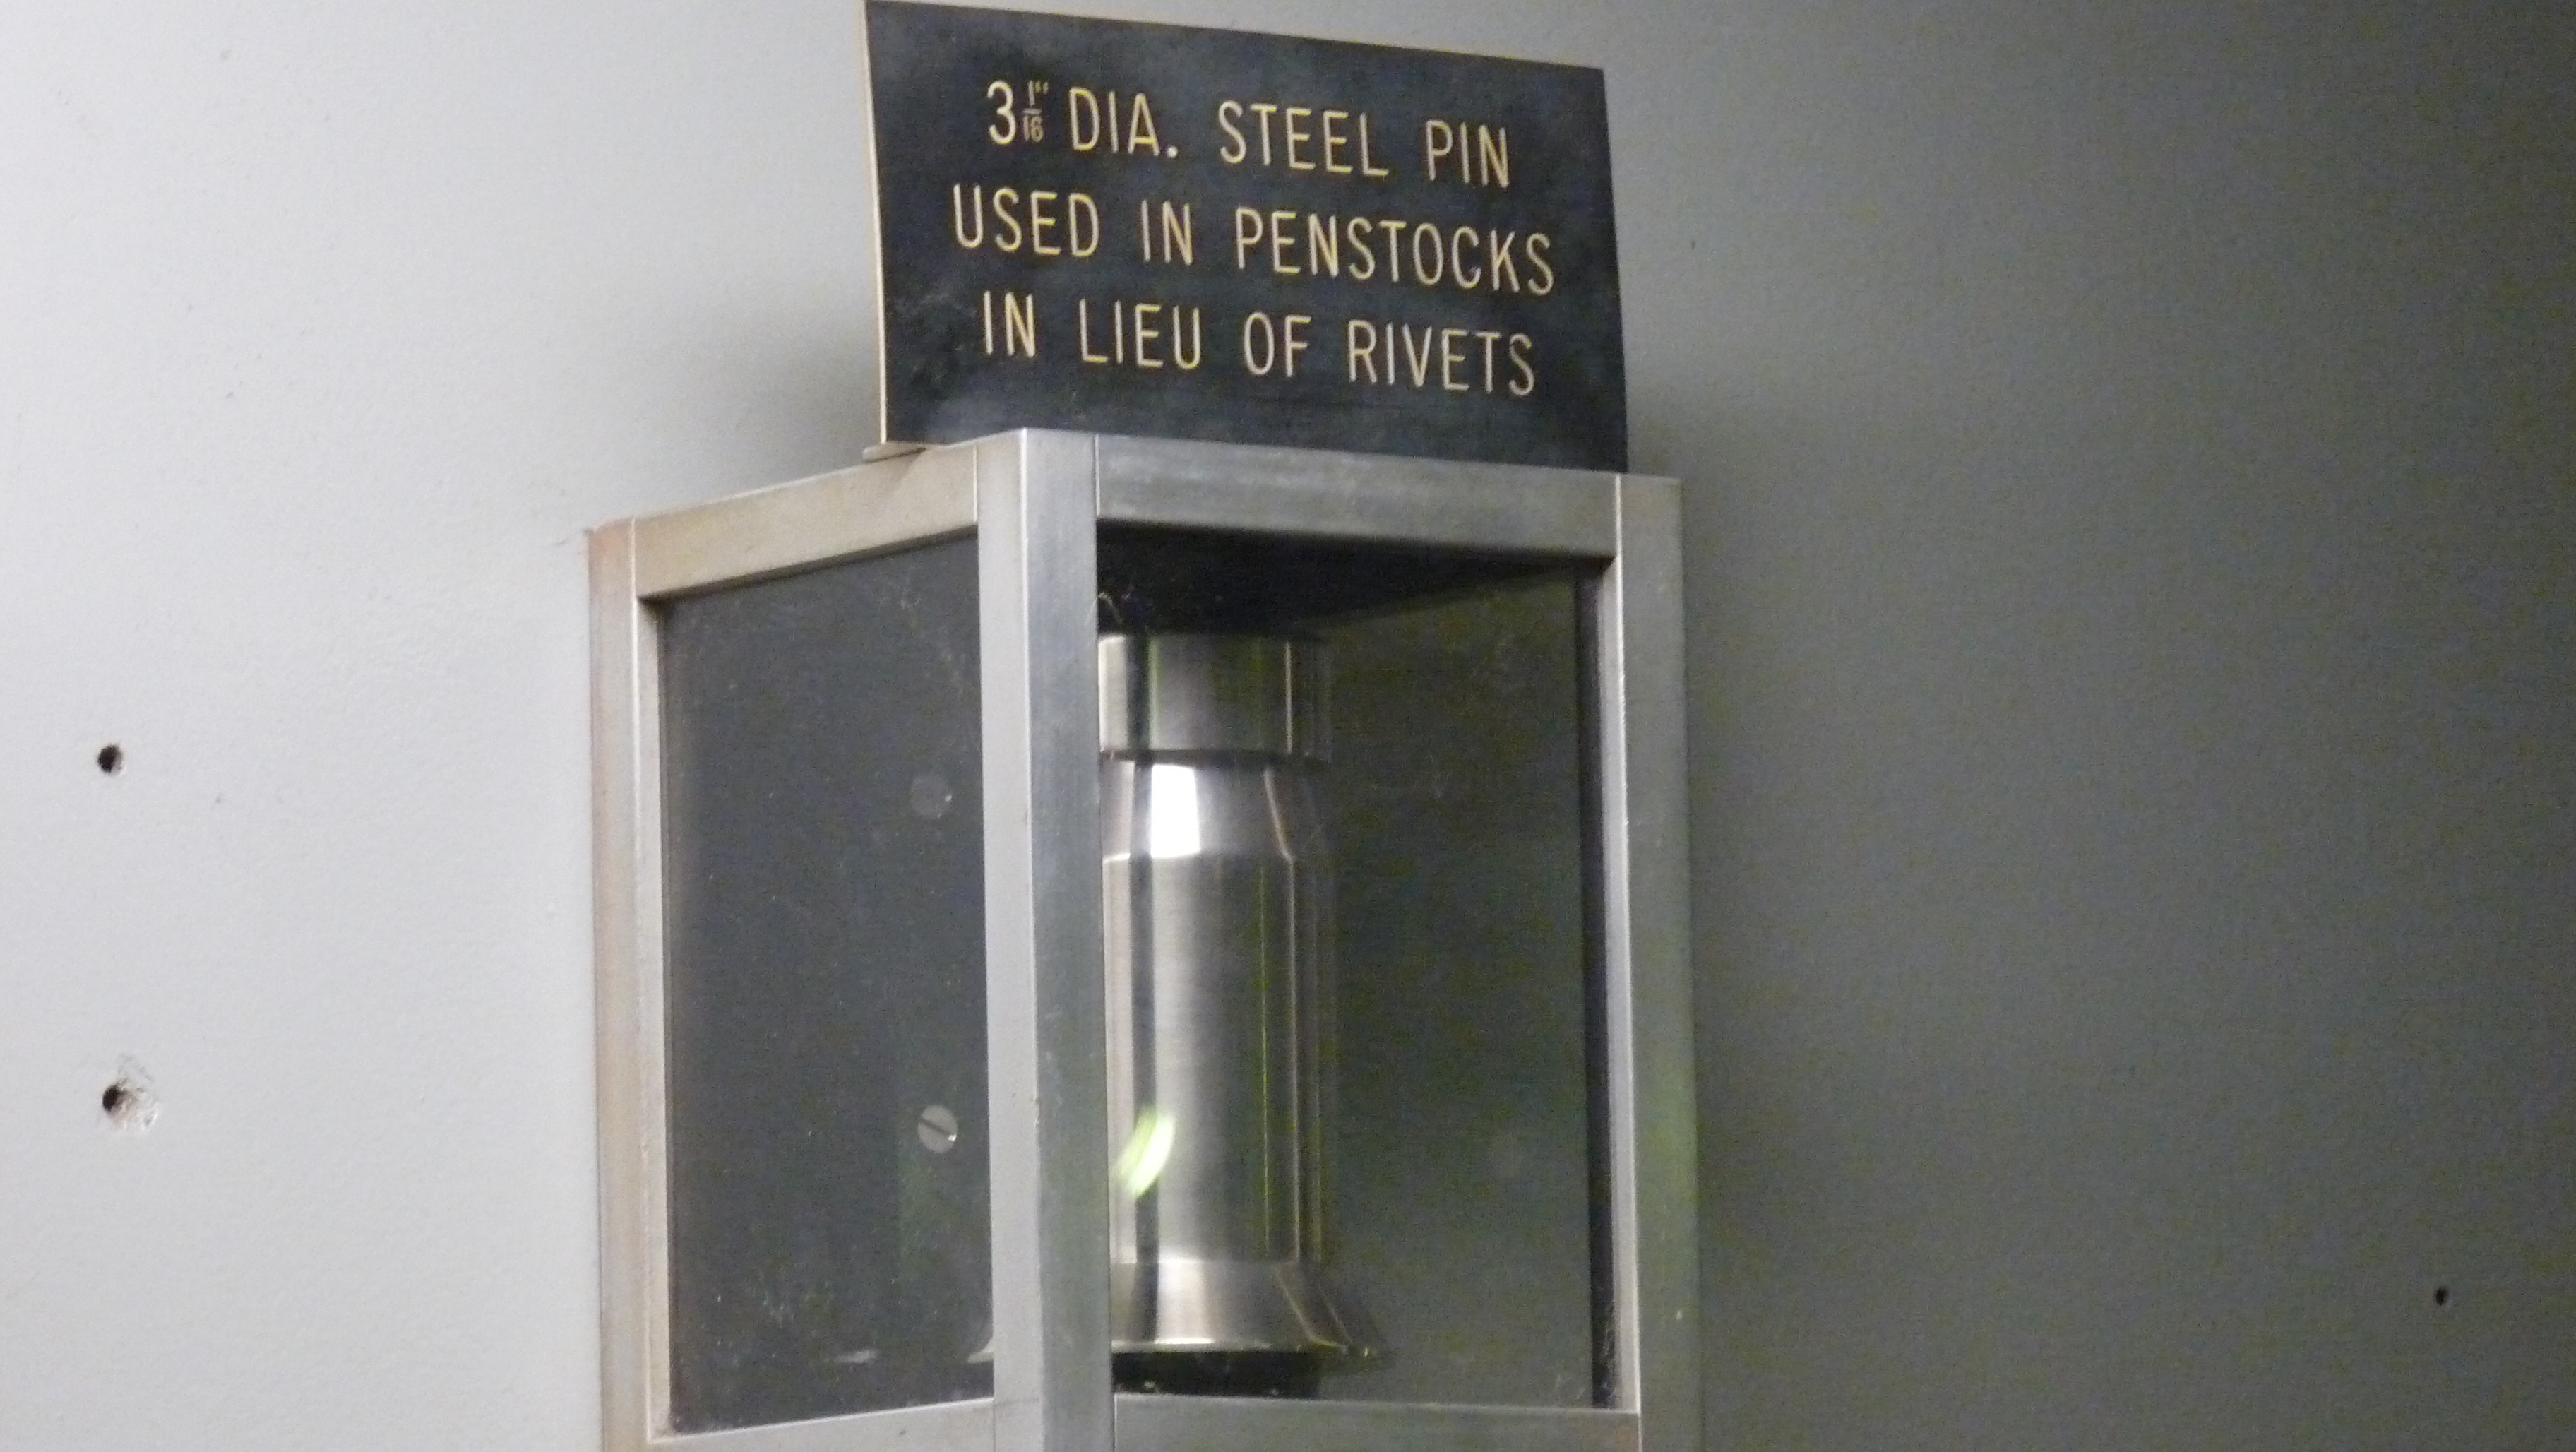 3 1/16" DIA. STEEL PIN
USED IN PENSTOCKS
IN LIEU OF RIVETS